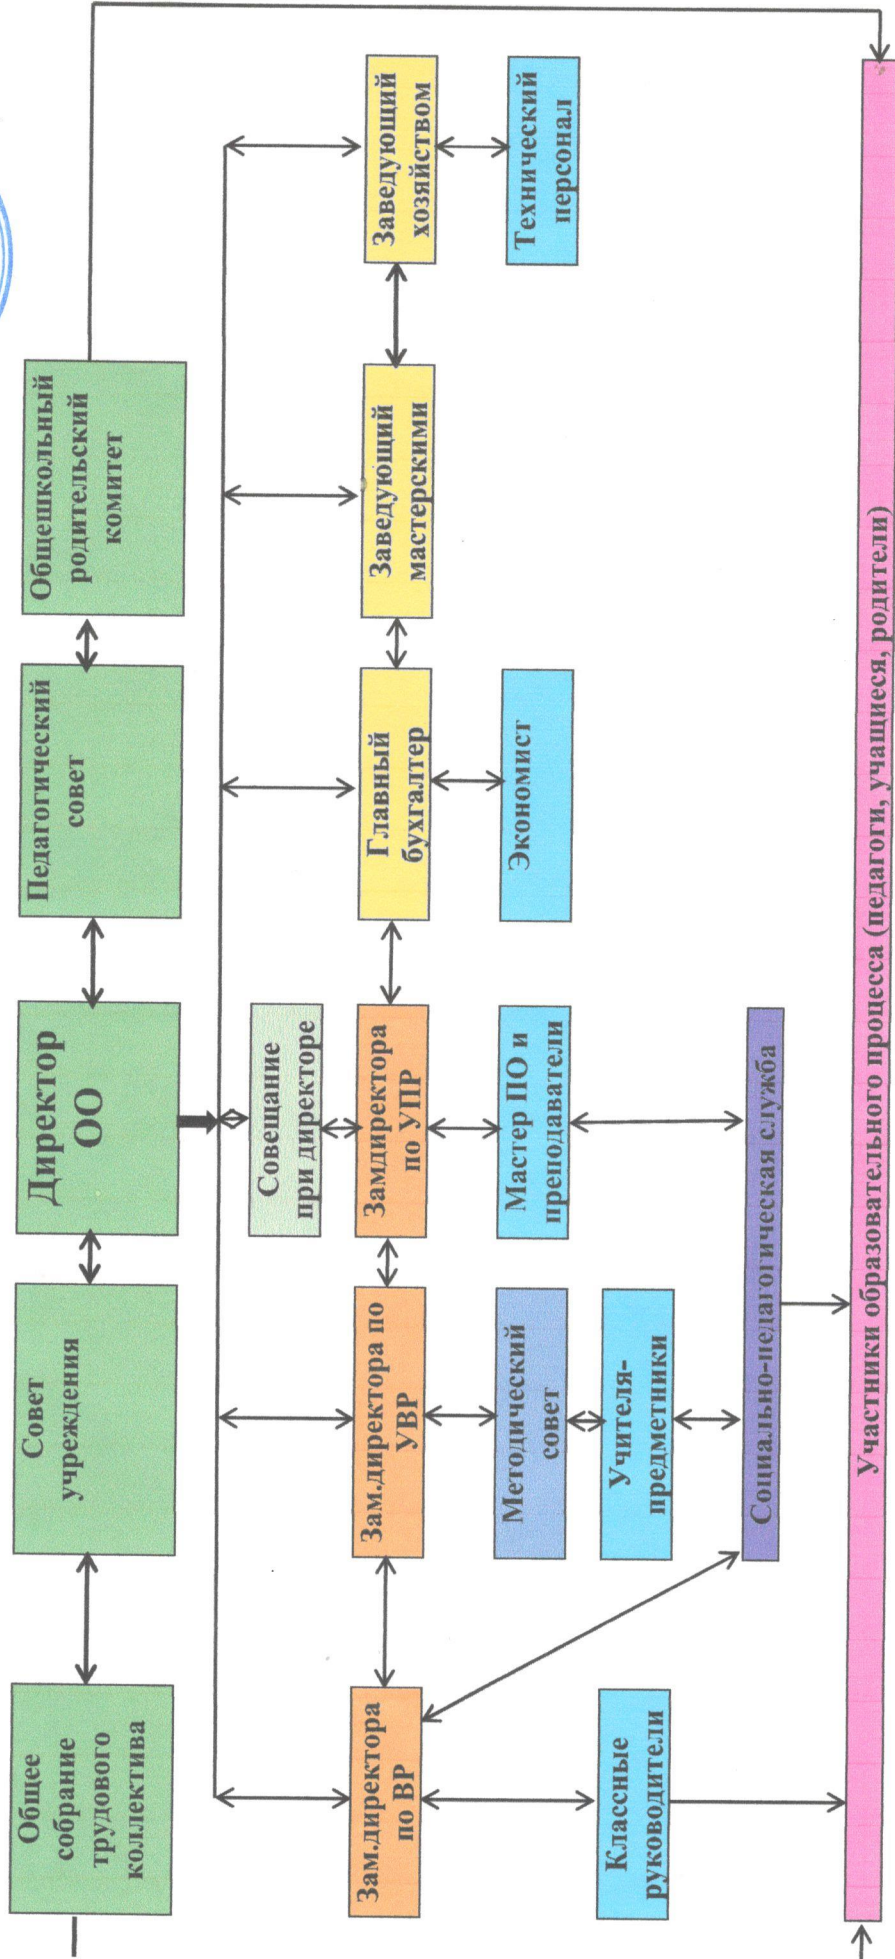 Общее
собрание
трудового
коллектива
Совет
учреждения
Директор
ОО
Педагогический
совет
Общешкольный
родительский
комитет
Совещание
при директоре
Зам.директора
по ВР
Зам.директора по
УВР
Замдиректора
по УПР
Главный
бухгалтер
Заведующий
мастерскими
Заведующий
хозяйством
Методический
совет
Мастер ПО и
преподаватели
Экономист
Технический
персонал
Классные
руководители
Учителя-
предметники
Социально-педагогическая служба
Участники образовательного процесса (педагоги, учащиеся, родители)